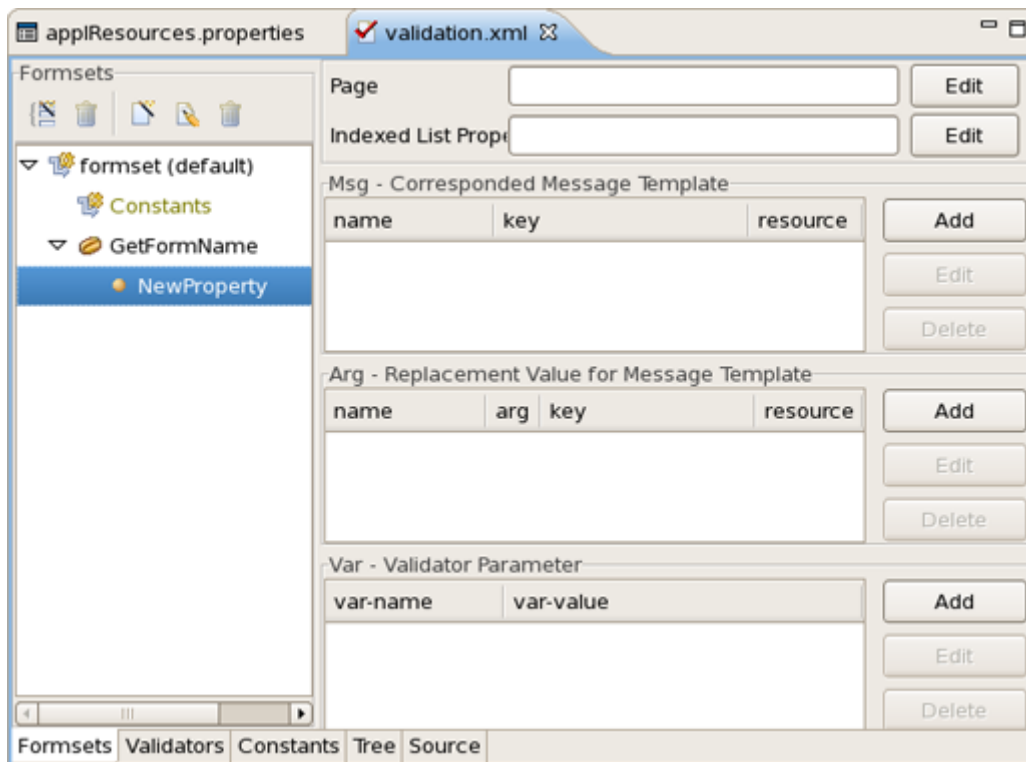 applResources.properties
validation.xml
Formsets
formset (default)
Constants
GetFormName
NewProperty
Page
Edit
Indexed List Prope
Edit
Msg - Corresponded Message Template
name key resource
Add
Edit
Delete
Arg - Replacement Value for Message Template
name arg key resource
Add
Edit
Delete
Var - Validator Parameter
var-name var-value
Add
Edit
Delete
Formsets Validators Constants Tree Source